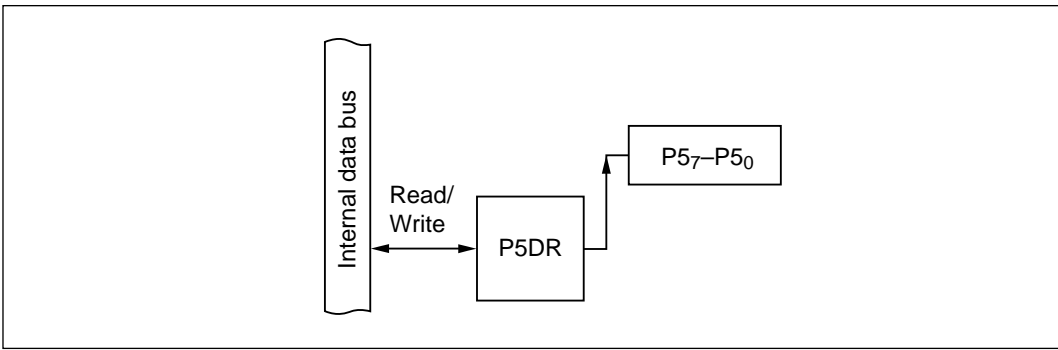 Internal data bus
Read/
Write
P5DR
P5₇–P5₀